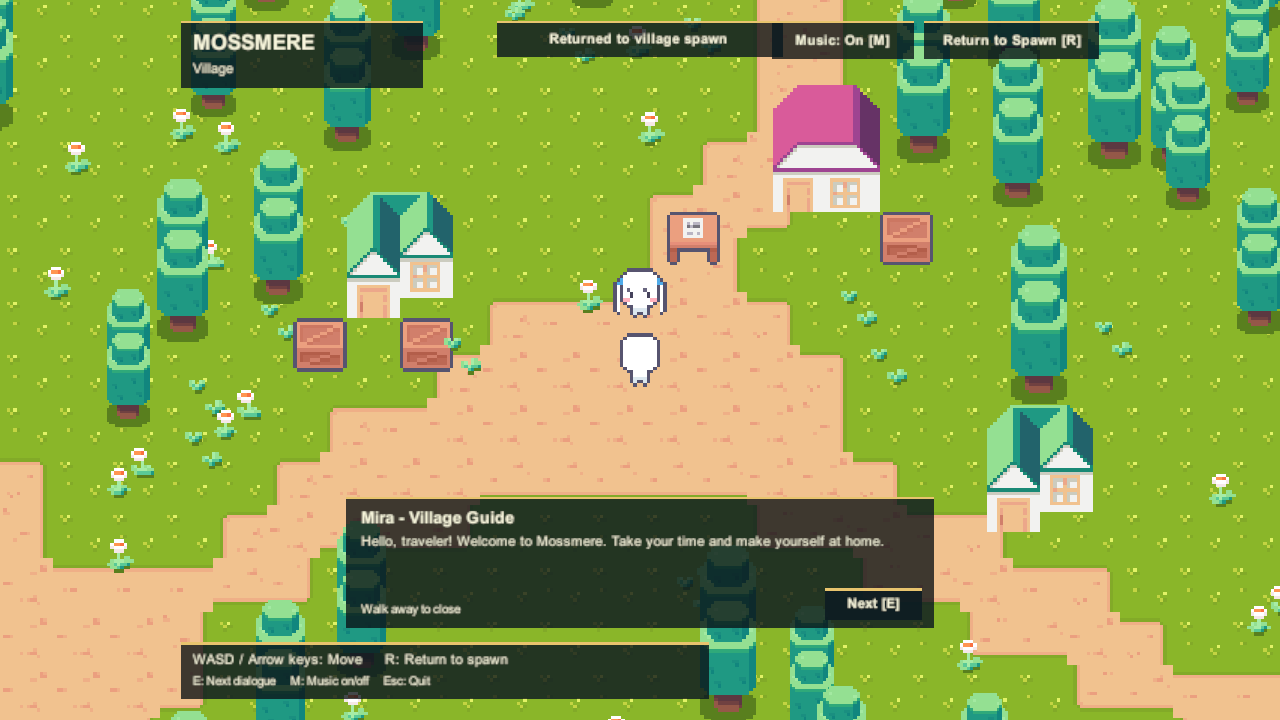 MOSSMERE
Village
Returned to village spawn
Music: On [M]
Return to Spawn [R]
Mira - Village Guide
Hello, traveler! Welcome to Mossmere. Take your time and make yourself at home.
Next [E]
Walk away to close
WASD / Arrow keys: Move R: Return to spawn
E: Next dialogue M: Music on/off Esc: Quit